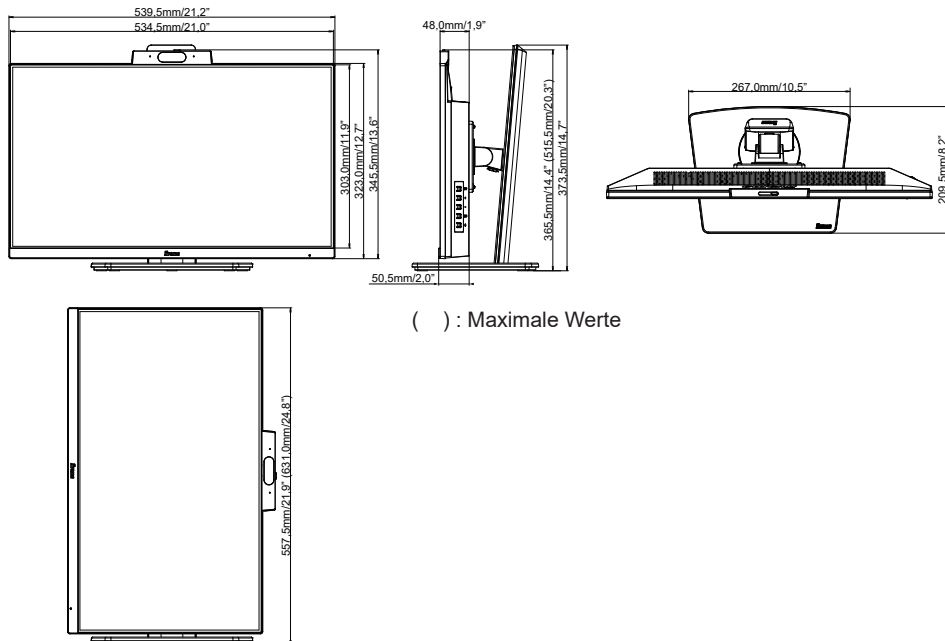 539,5mm/21,2”
534,5mm/21,0”
303,0mm/11,9”
323,0mm/12,7”
345,5mm/13,6”
48,0mm/1,9”
365,5mm/14,4” (515,5mm/20,3”)
373,5mm/14,7”
50,5mm/2,0”
267,0mm/10,5”
209,5mm/8,2”
( ) : Maximale Werte
557,5mm/21,9” (631,0mm/24,8”)